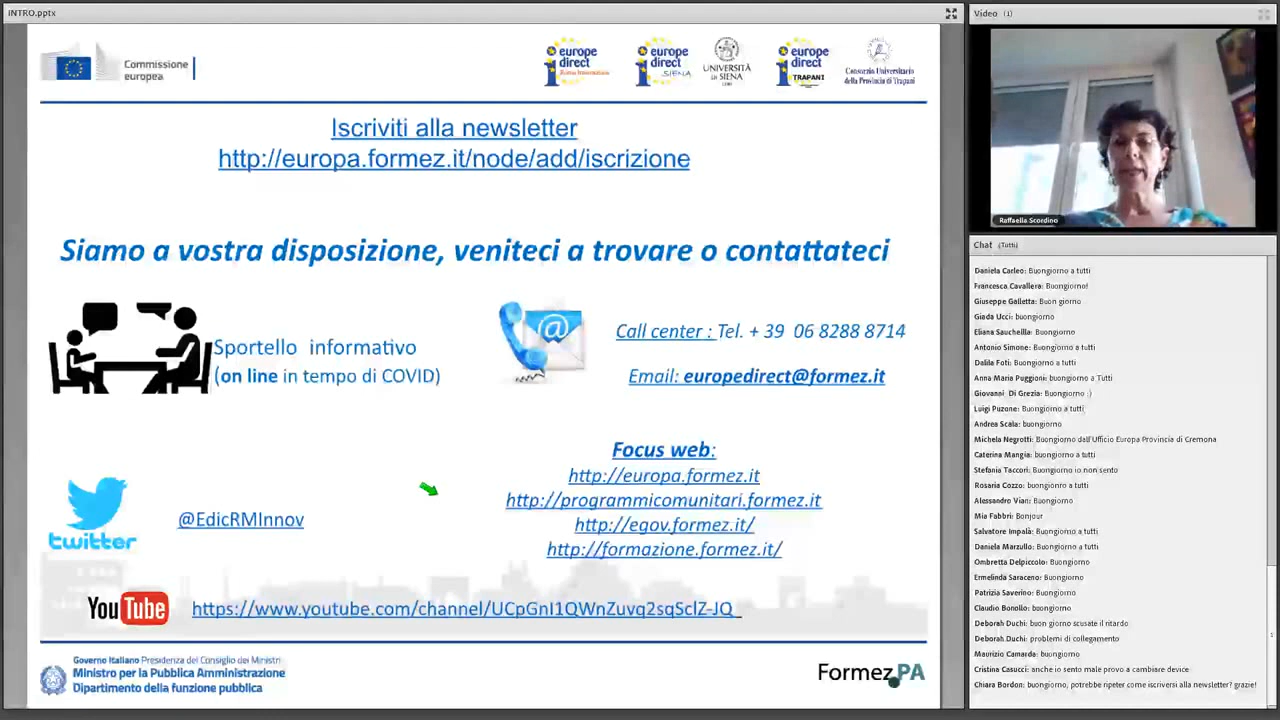 INTRO.pptx
Commissione
europea
europe
direct
Roma Innovazione
europe
direct
SIENA
UNIVERSITÀ
DI SIENA
1240
europe
direct
TRAPANI
Consorzio Universitario
della Provincia di Trapani
Iscriviti alla newsletter
http://europa.formez.it/node/add/iscrizione
Siamo a vostra disposizione, veniteci a trovare o contattateci
Sportello informativo
(on line in tempo di COVID)
@
Call center : Tel. + 39 06 8288 8714
Email: europedirect@formez.it
Focus web:
http://europa.formez.it
http://programmicomunitari.formez.it
http://egov.formez.it/
http://formazione.formez.it/
twitter
@EdicRMInnov
YouTube
https://www.youtube.com/channel/UCpGnI1QWnZuvq2sqSclZ-JQ
Governo Italiano Presidenza del Consiglio dei Ministri
Ministro per la Pubblica Amministrazione
Dipartimento della funzione pubblica
Formez.PA
Video (1)
Raffaella Scordino
Chat (Tutti)
Daniela Carleo: Buongiorno a tutti
Francesca Cavallera: Buongiorno!
Giuseppe Galletta: Buon giorno
Giada Ucci: buongiorno
Eliana Sauchellla: Buongiorno
Antonio Simone: buongiorno a tutti
Dalila Foti: Buongiorno a tutti
Anna Maria Puggioni: buongiorno a Tutti
Giovanni Di Grezia: Buongiorno :)
Luigi Puzone: Buongiorno a tutti
Andrea Scala: buongiorno
Michela Negrotti: Buongiorno dall'Ufficio Europa Provincia di Cremona
Caterina Mangia: buongiorno a tutti
Stefania Taccori: Buongiorno io non sento
Rosaria Cozzo: buongionro a tutti
Alessandro Vian: Buongiorno
Mia Fabbri: Bonjour
Salvatore Impalà: Buongiorno a tutti
Daniela Marzullo: Buongiorno a tutti
Ombretta Delpiccolo: Buongiorno
Ermelinda Saraceno: Buongiorno
Patrizia Saverino: Buongiorno
Claudio Bonollo: buongiorno
Deborah Duchi: buon giorno scusate il ritardo
Deborah Duchi: problemi di collegamento
Maurizio Camarda: buongiorno
Cristina Casucci: anche io sento male provo a cambiare device
Chiara Bordon: buongiorno, potrebbe ripeter come iscriversi alla newsletter? grazie!